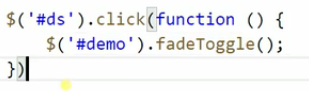 $('#ds').click(function () {
    $('#demo').fadeToggle();
})